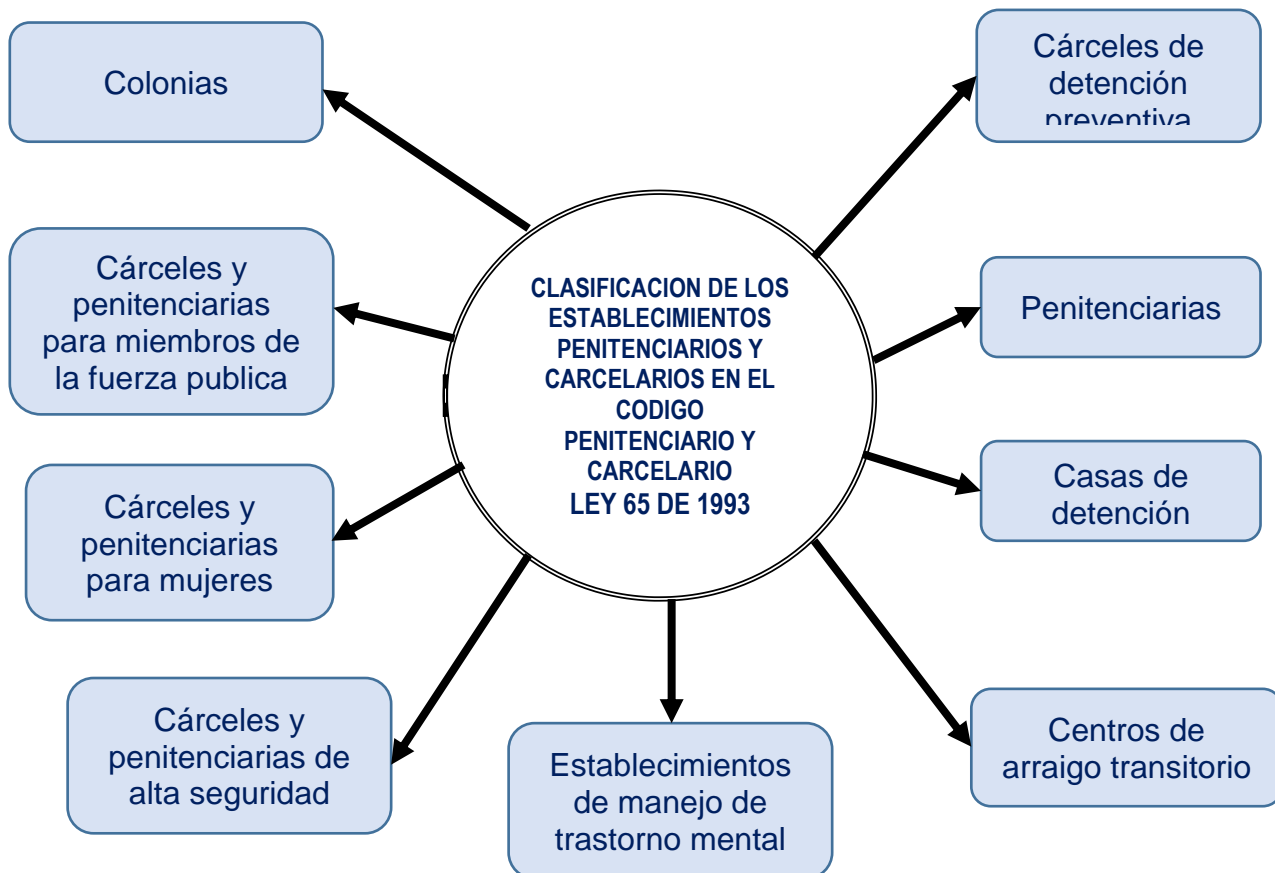 Colonias
Cárceles de
detención
preventiva
Cárceles y
penitenciarias
para miembros de
la fuerza publica
CLASIFICACION DE LOS
ESTABLECIMIENTOS
PENITENCIARIOS Y
CARCELARIOS EN EL
CODIGO
PENITENCIARIO Y
CARCELARIO
LEY 65 DE 1993
Penitenciarias
Cárceles y
penitenciarias
para mujeres
Casas de
detención
Cárceles y
penitenciarias de
alta seguridad
Establecimientos
de manejo de
trastorno mental
Centros de
arraigo transitorio